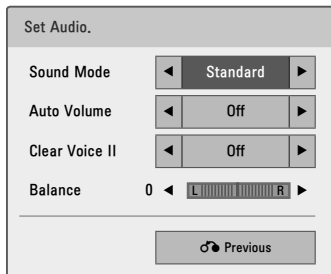 Set Audio.
Sound Mode ◀ Standard ▶
Auto Volume ◀ Off ▶
Clear Voice II ◀ Off ▶
Balance 0 ◀ L R ▶
Previous